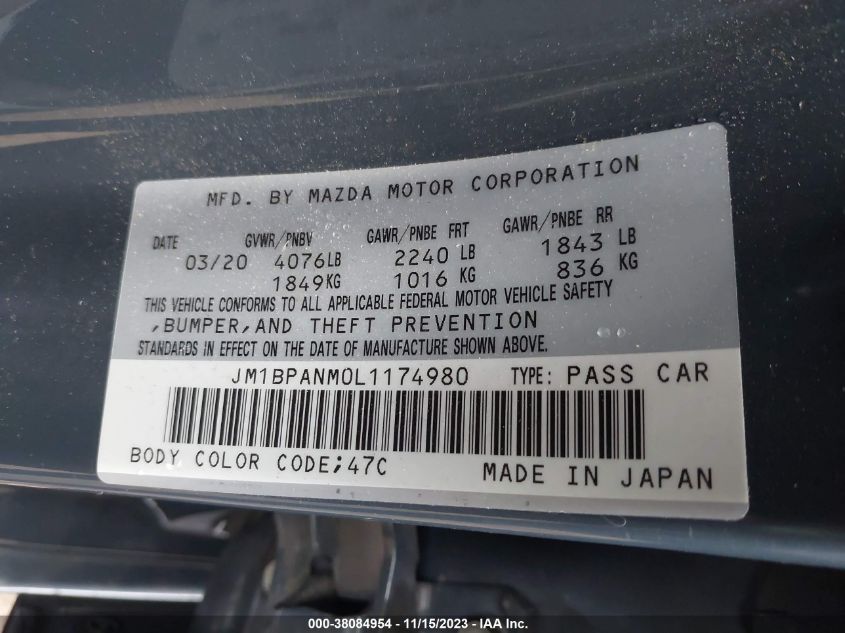 MFD. BY MAZDA MOTOR CORPORATION
DATE GVWR/PNBV GAWR/PNBE FRT GAWR/PNBE RR
03/20 4076LB 2240 LB 1843 LB
1849KG 1016 KG 836 KG
THIS VEHICLE CONFORMS TO ALL APPLICABLE FEDERAL MOTOR VEHICLE SAFETY
,BUMPER,AND THEFT PREVENTION
STANDARDS IN EFFECT ON THE DATE OF MANUFACTURE SHOWN ABOVE.
JM1BPANM0L1174980 TYPE: PASS CAR
BODY COLOR CODE;47C MADE IN JAPAN
000-38084954 - 11/15/2023 - Copyright © 2023 IAA, Inc.